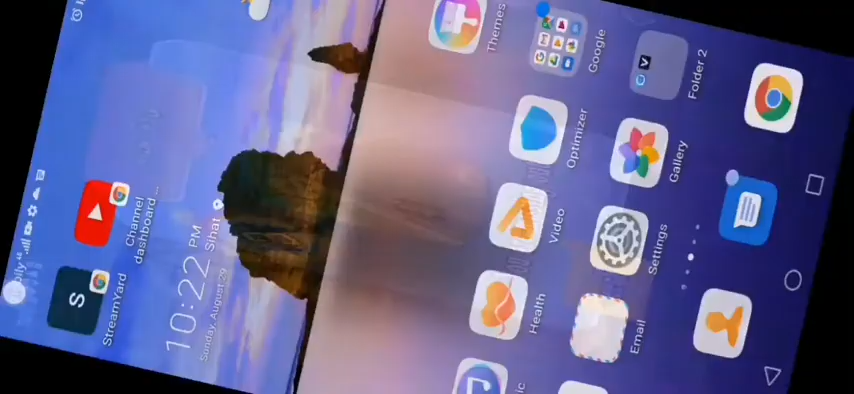 StreamYard
Channel
dashboard ...
10:22 PM
Sihat
Sunday, August 29
Themes
Google
Folder 2
Optimizer
Gallery
Video
Settings
Health
Email